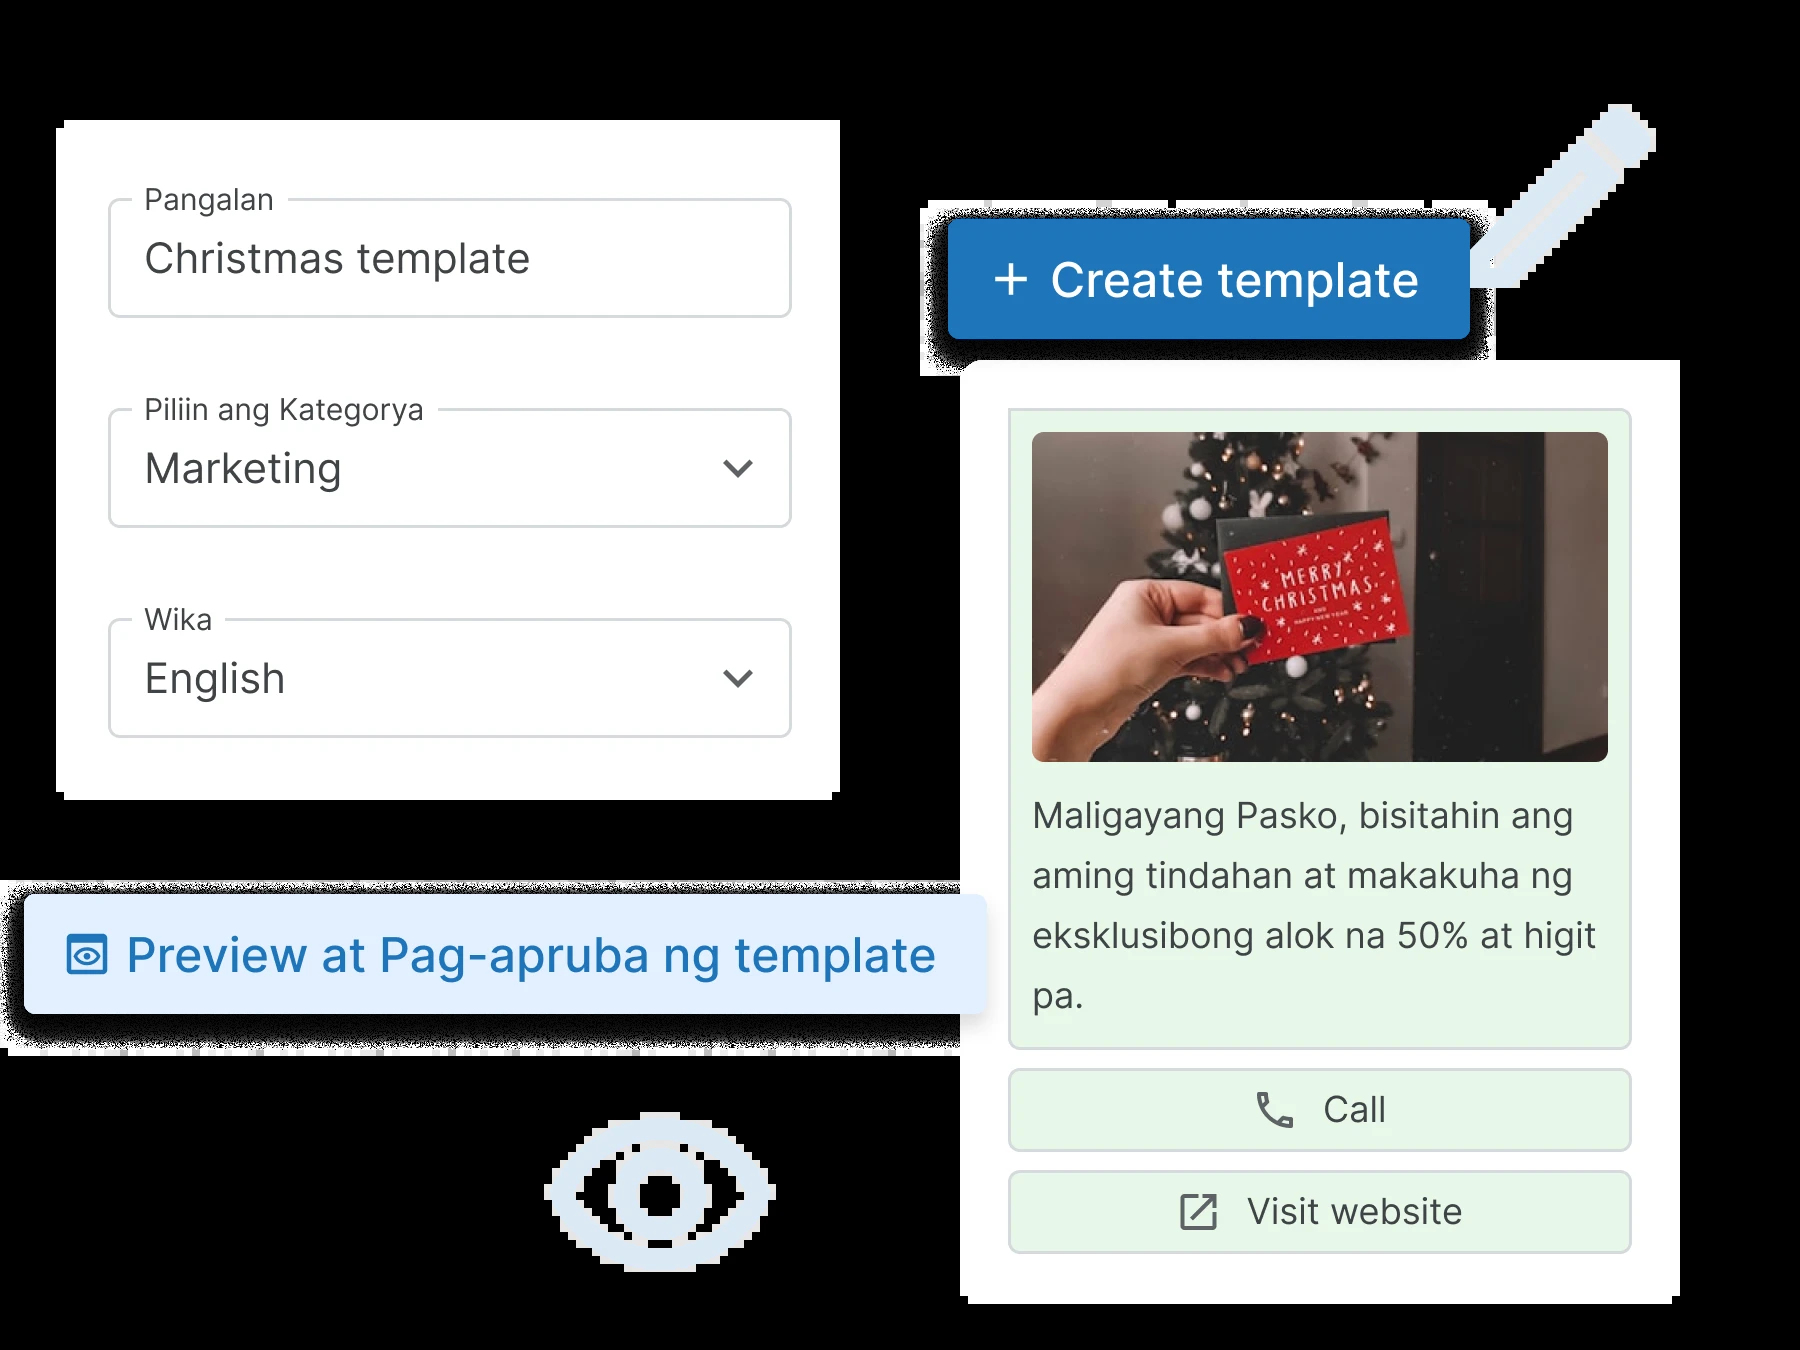 Pangalan
Christmas template
Piliin ang Kategorya
Marketing
Wika
English
+ Create template
MERRY
CHRISTMAS
AND
HAPPY NEW YEAR
Maligayang Pasko, bisitahin ang
aming tindahan at makakuha ng
eksklusibong alok na 50% at higit
pa.
Preview at Pag-apruba ng template
Call
Visit website